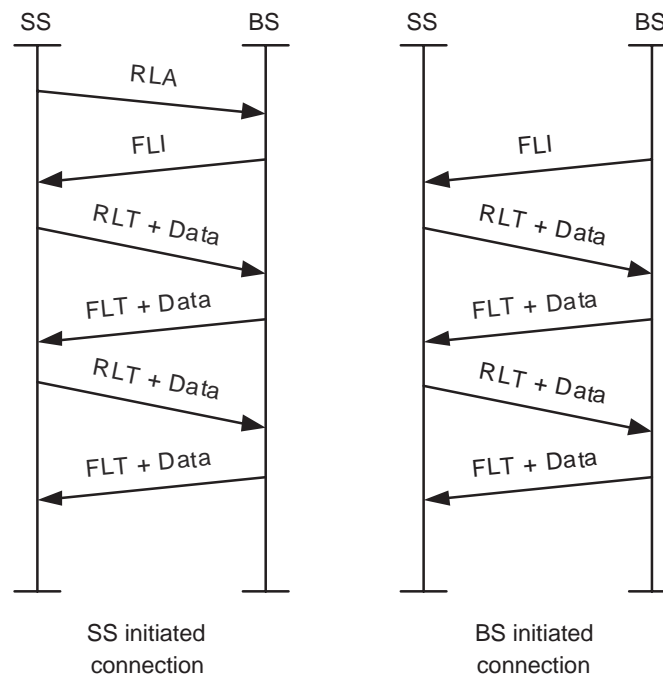 SS BS
RLA
FLI
RLT + Data
FLT + Data
RLT + Data
FLT + Data
SS initiated
connection
SS BS
FLI
RLT + Data
FLT + Data
RLT + Data
FLT + Data
BS initiated
connection